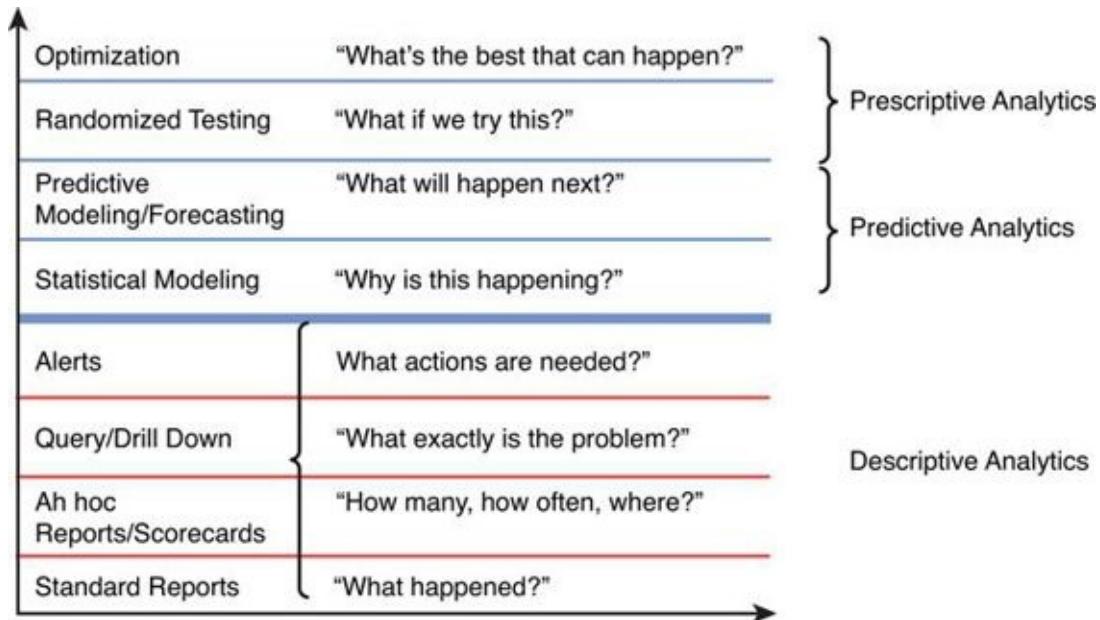 Optimization “What’s the best that can happen?”
Prescriptive Analytics
Randomized Testing “What if we try this?”
Predictive “What will happen next?”
Modeling/Forecasting
Predictive Analytics
Statistical Modeling “Why is this happening?”
Alerts What actions are needed?”
Query/Drill Down “What exactly is the problem?”
Descriptive Analytics
Ah hoc “How many, how often, where?”
Reports/Scorecards
Standard Reports “What happened?”